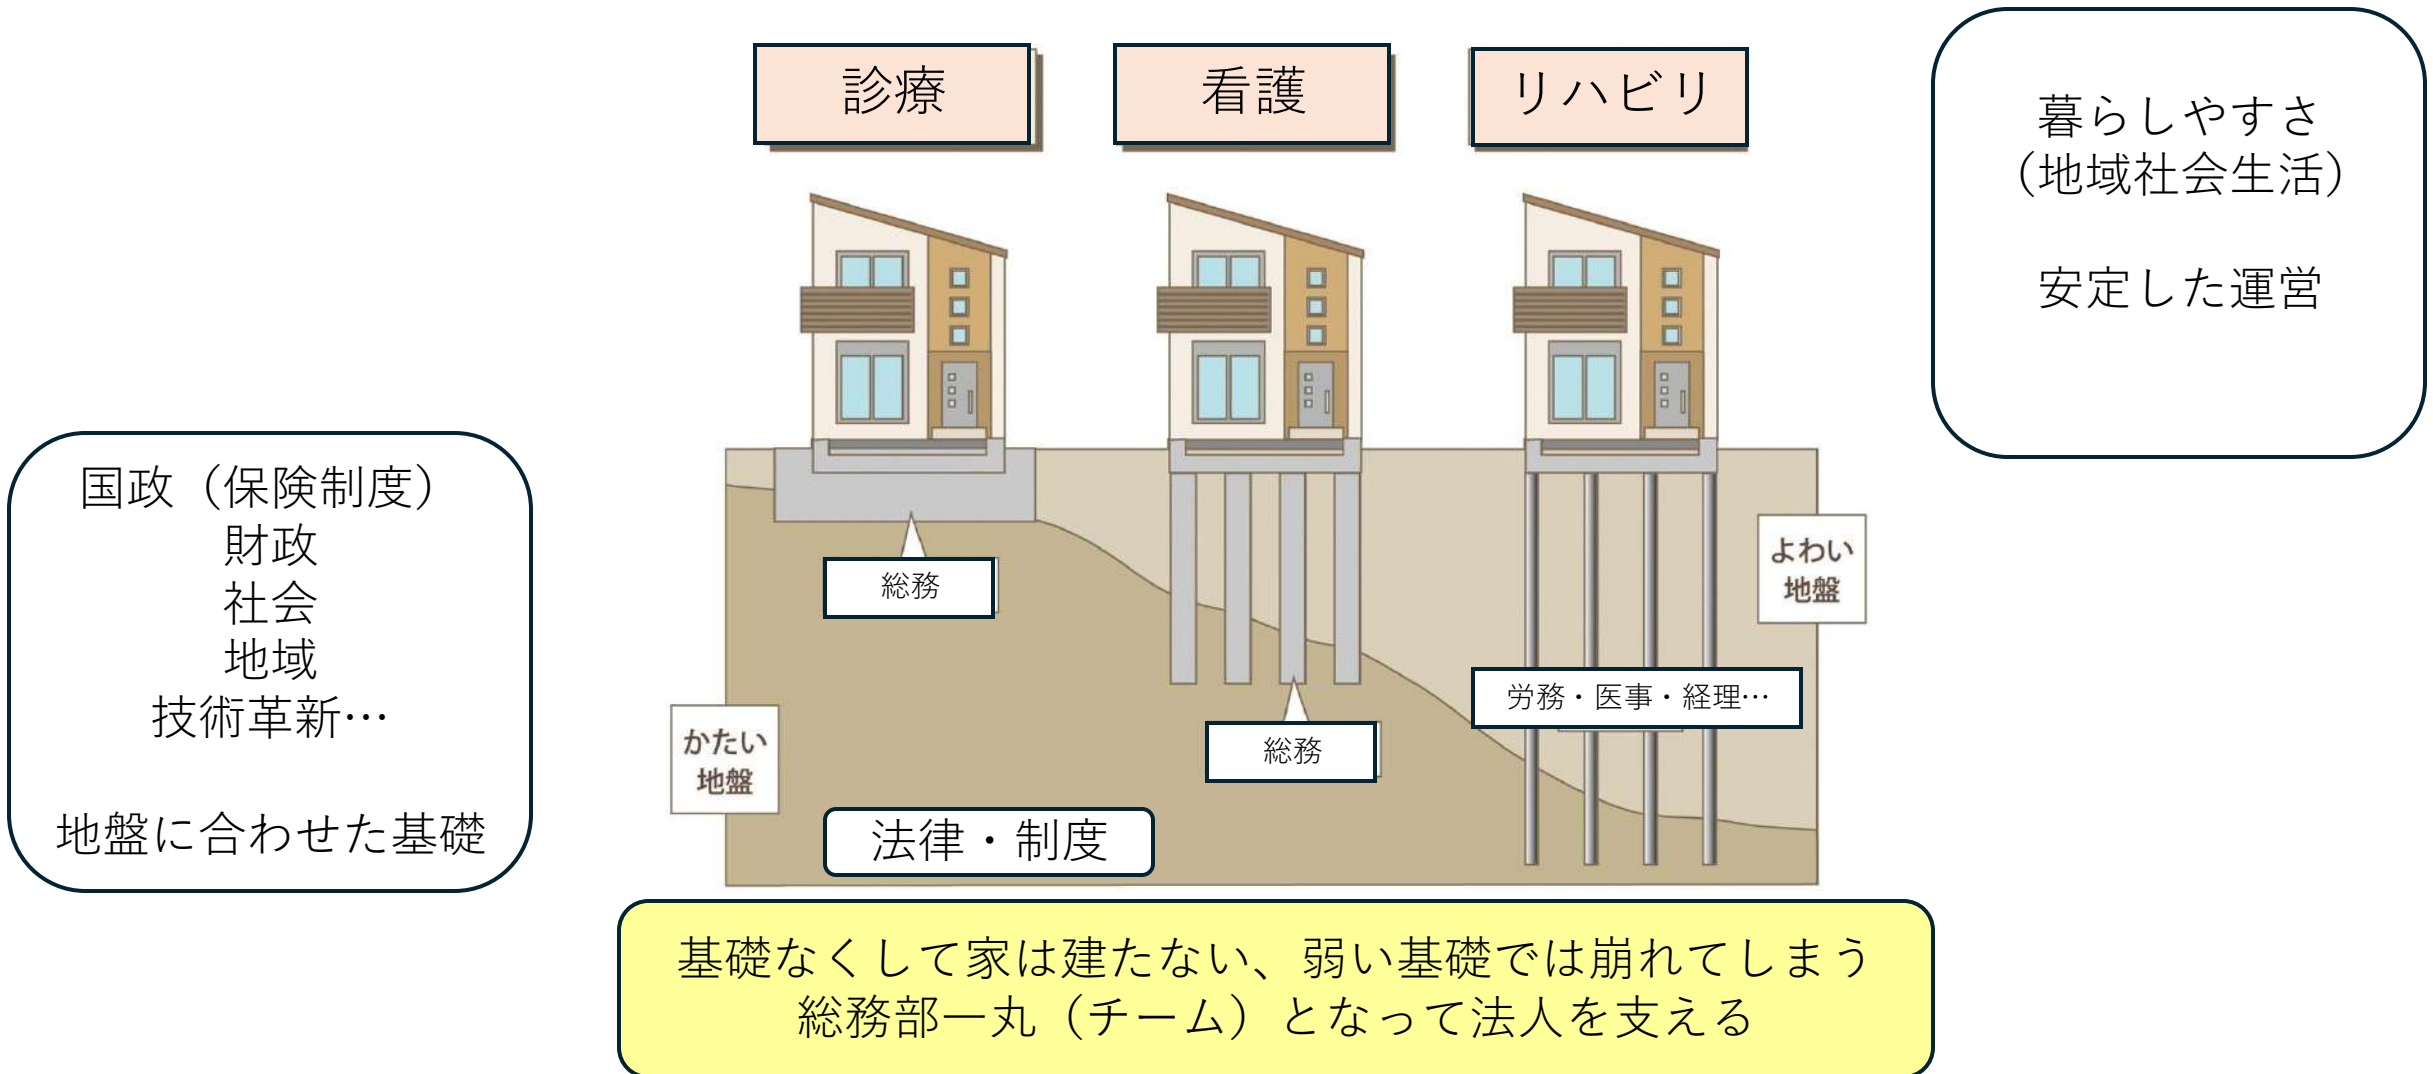 診療
看護
リハビリ
暮らしやすさ
（地域社会生活）
安定した運営
国政（保険制度）
財政
社会
地域
技術革新…
地盤に合わせた基礎
総務
よわい
地盤
労務・医事・経理…
かたい
地盤
総務
法律・制度
基礎なくして家は建たない、弱い基礎では崩れてしまう
総務部一丸（チーム）となって法人を支える